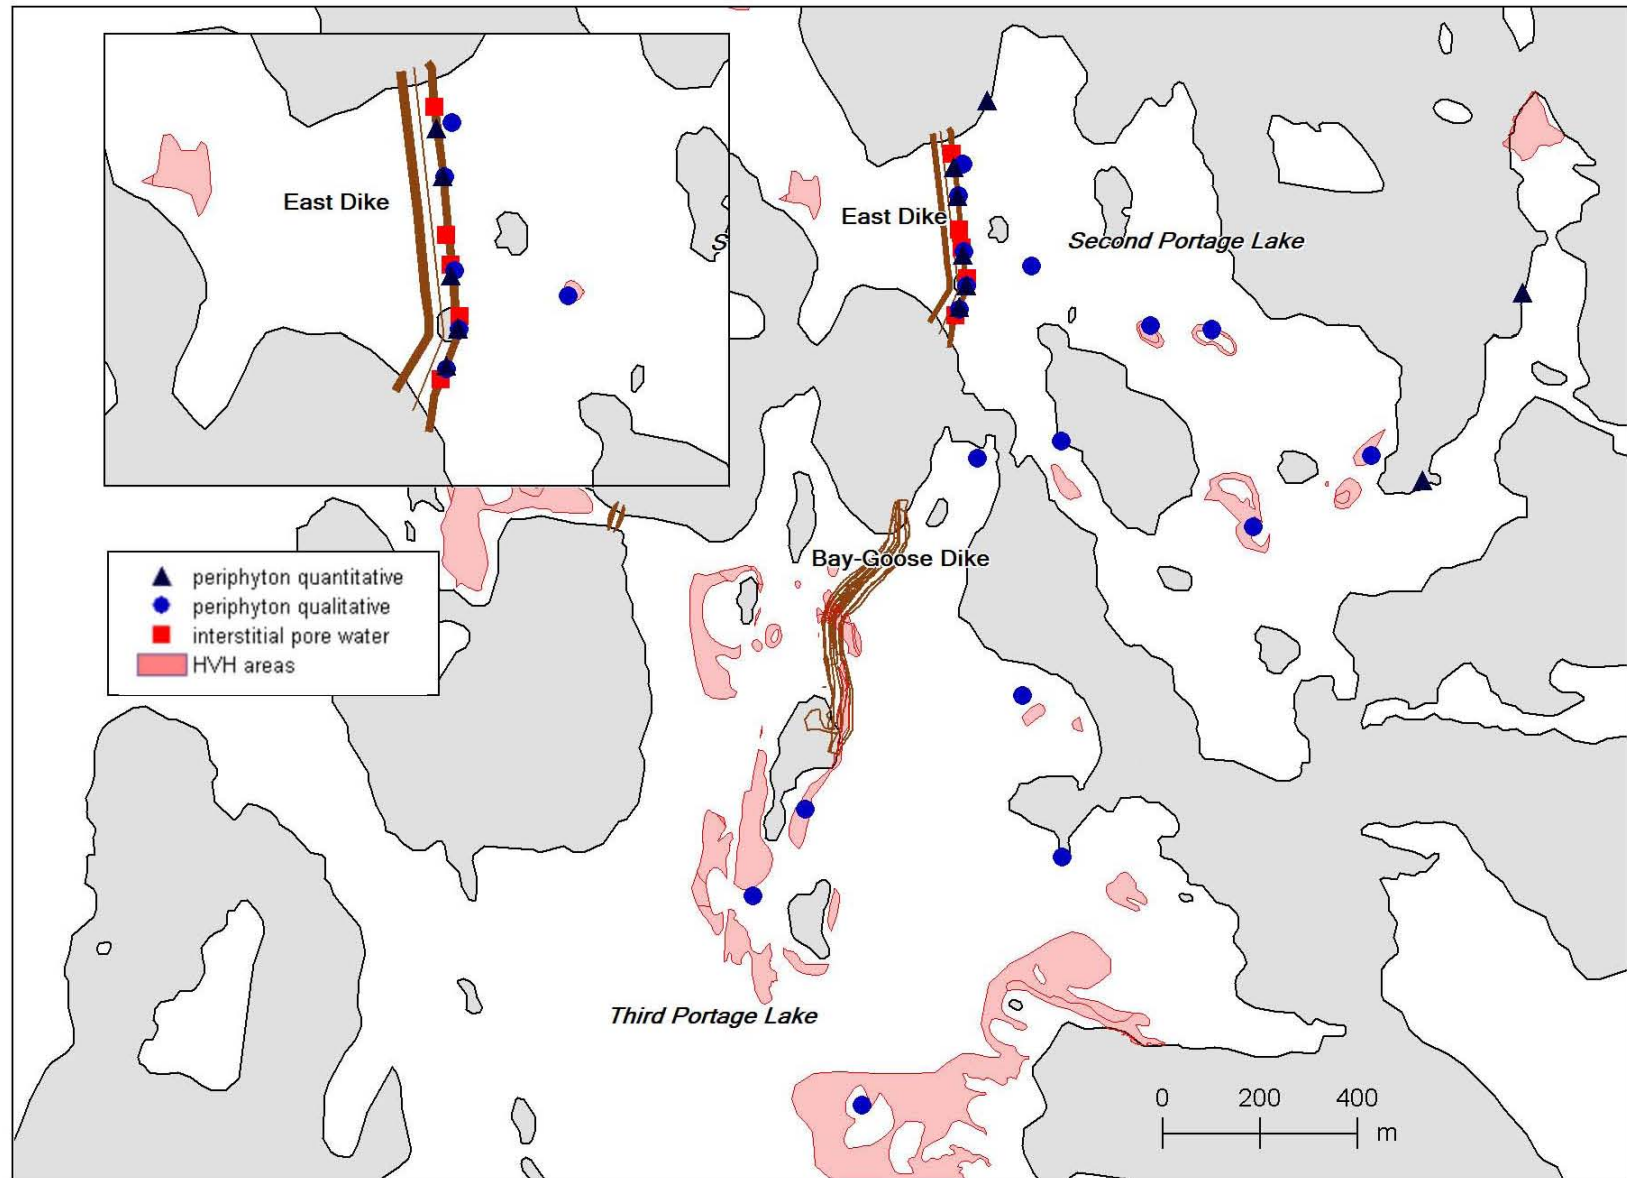 East Dike
S
East Dike
Second Portage Lake
Bay-Goose Dike
periphyton quantitative
periphyton qualitative
interstitial pore water
HVH areas
Third Portage Lake
0 200 400
m